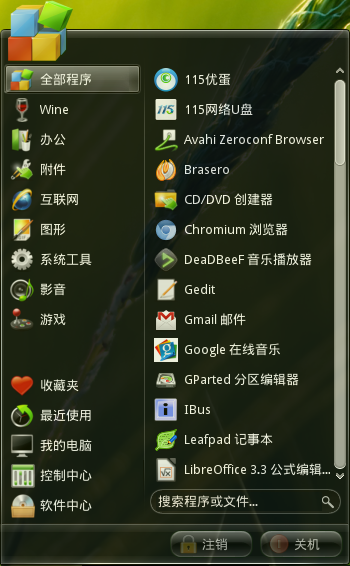 全部程序
Wine
办公
附件
互联网
图形
系统工具
影音
游戏
收藏夹
最近使用
我的电脑
控制中心
软件中心
115优蛋
115网络U盘
Avahi Zeroconf Browser
Brasero
CD/DVD 创建器
Chromium 浏览器
DeaDBeeF 音乐播放器
Gedit
Gmail 邮件
Google 在线音乐
GParted 分区编辑器
IBus
Leafpad 记事本
LibreOffice 3.3 公式编辑...
搜索程序或文件...
注销
关机